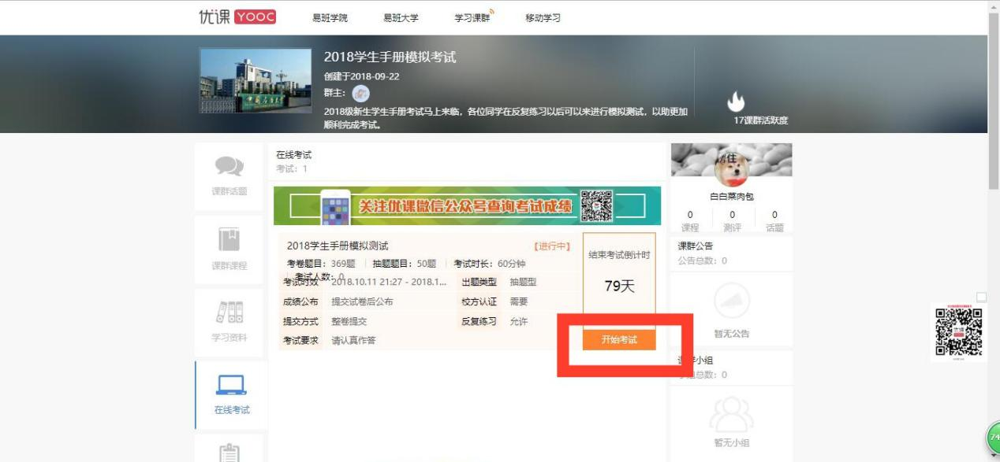 优课 YOOC
易班学院
易班大学
学习课群
移动学习
2018学生手册模拟考试
创建于2018-09-22
群主：
2018级新生学生手册考试马上来临，各位同学在反复练习以后可以来进行模拟测试，以助更加
顺利完成考试。
17课群活跃度
课群话题
课群课程
学习资料
在线考试
在线考试
考试：1
关注优课微信公众号查询考试成绩
2018学生手册模拟测试
【进行中】
考卷题目：369题 抽题题目：50题 考试时长：60分钟
考试人数：0
考试时效 2018.10.11 21:27 - 2018.1... 出题类型 抽题型
成绩公布 提交试卷后公布 校方认证 需要
提交方式 整卷提交 反复练习 允许
考试要求 请认真作答
结束考试倒计时
79天
开始考试
白白菜肉包
0 0 0
课程 测评 话题
课群公告
公告总数：0
暂无公告
小组
总数：0
暂无小组
74